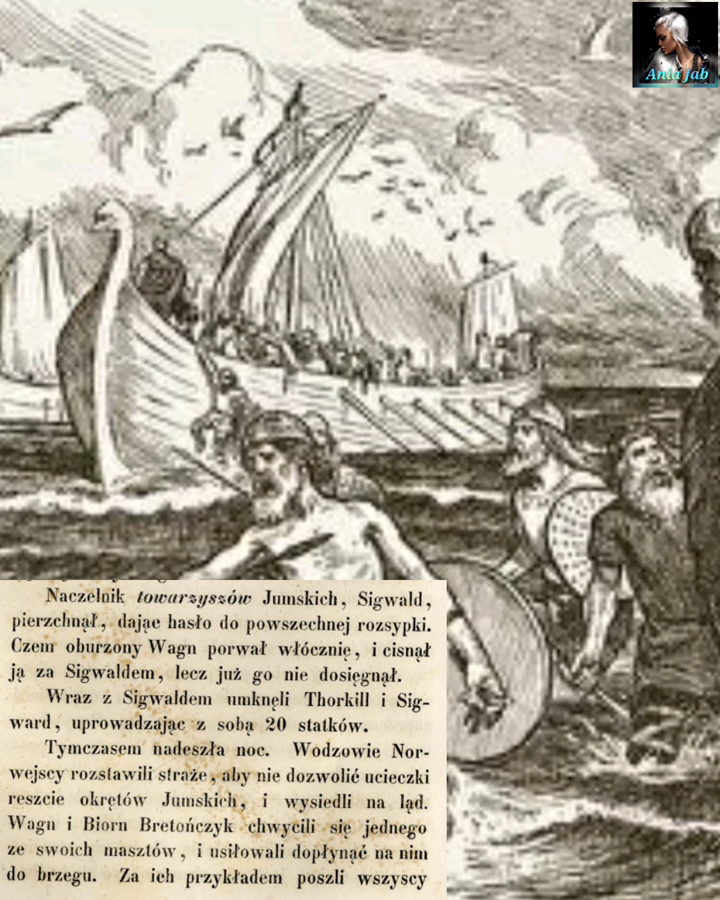 Ania jab
Naczelnik towarzyszów Jumskich, Sigwald,
pierzchnął, dając hasło do powszechnej rozsypki.
Czem oburzony Wagn porwał włócznię, i cisnął
ją za Sigwaldem, lecz już go nie dosięgnął.
Wraz z Sigwaldem umknęli Thorkill i Sig-
ward, uprowadzając z sobą 20 statków.
Tymczasem nadeszła noc. Wodzowie Nor-
wejscy rozstawili straże, aby nie dozwolić ucieczki
reszcie okrętów Jumskich, i wysiedli na ląd.
Wagn i Biorn Bretończyk chwycili się jednego
ze swoich masztów, i usiłowali dopłynąć na nim
do brzegu. Za ich przykładem poszli wszyscy